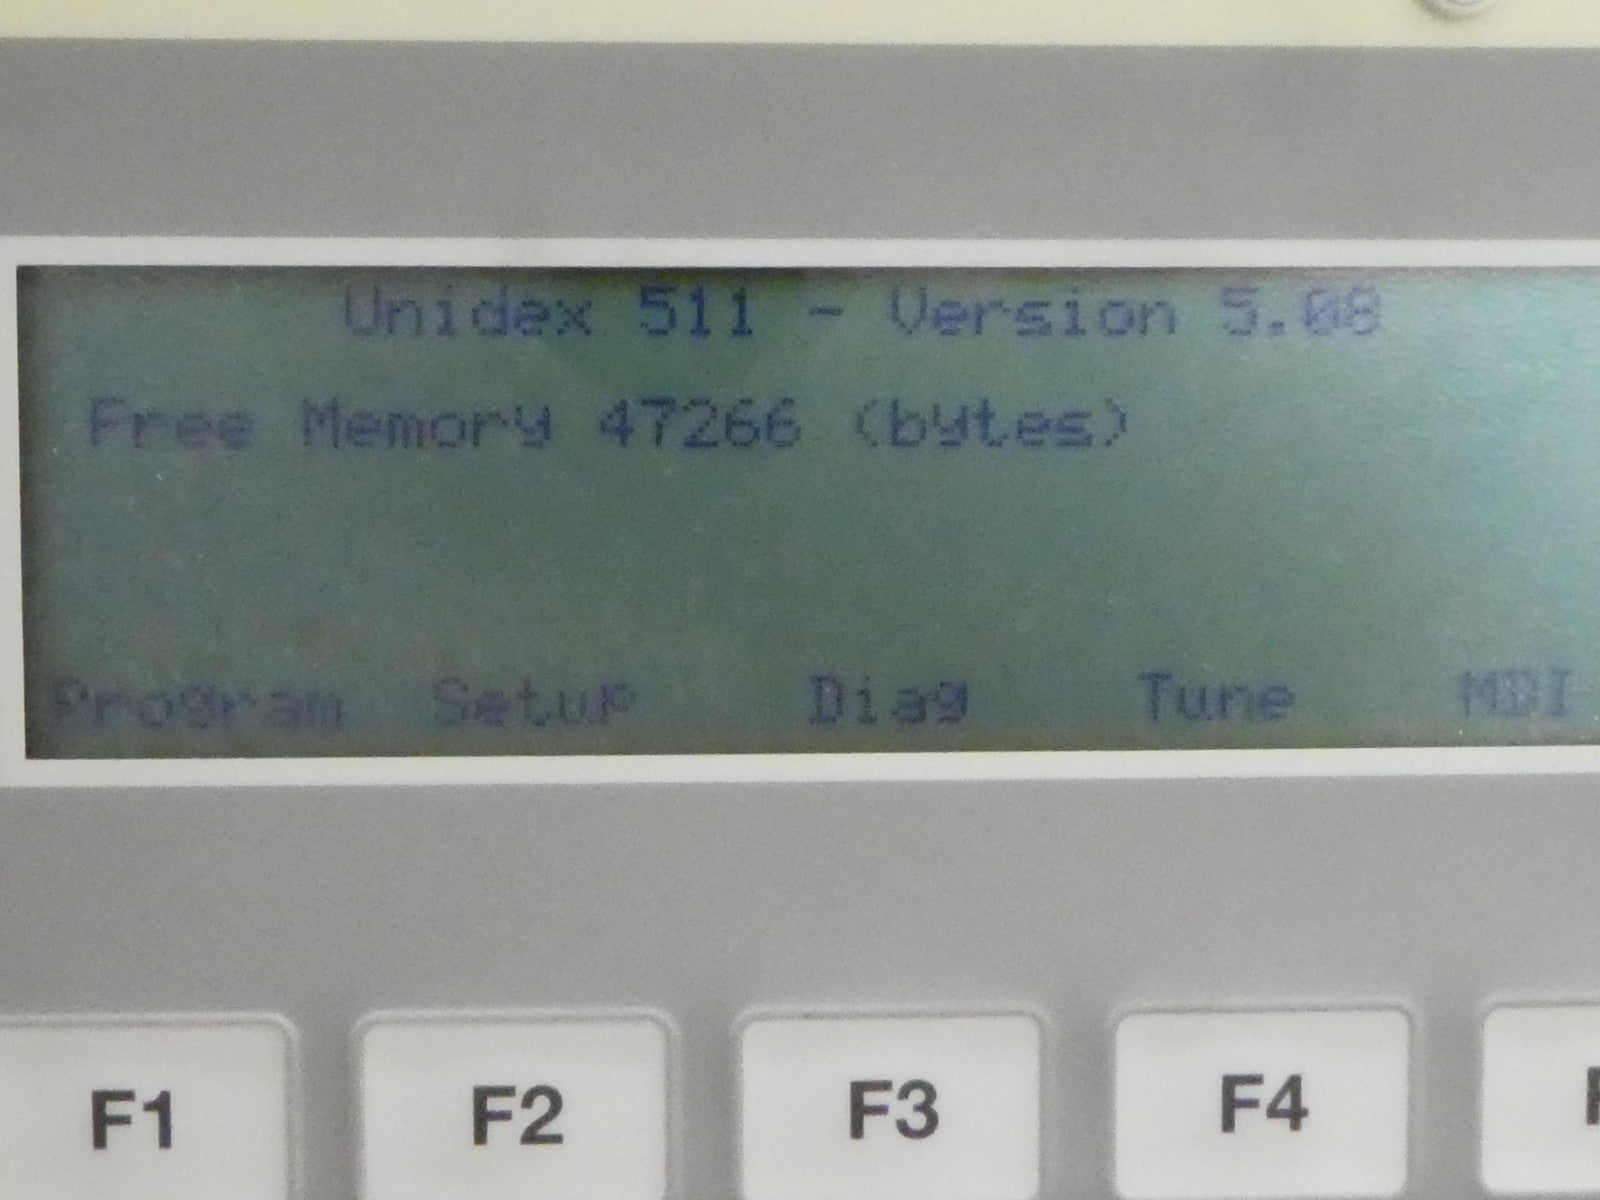 Unidex 511 - Version 5.08
Free Memory 47266 (bytes)
Program Setup Diag Tune MDI
F1 F2 F3 F4